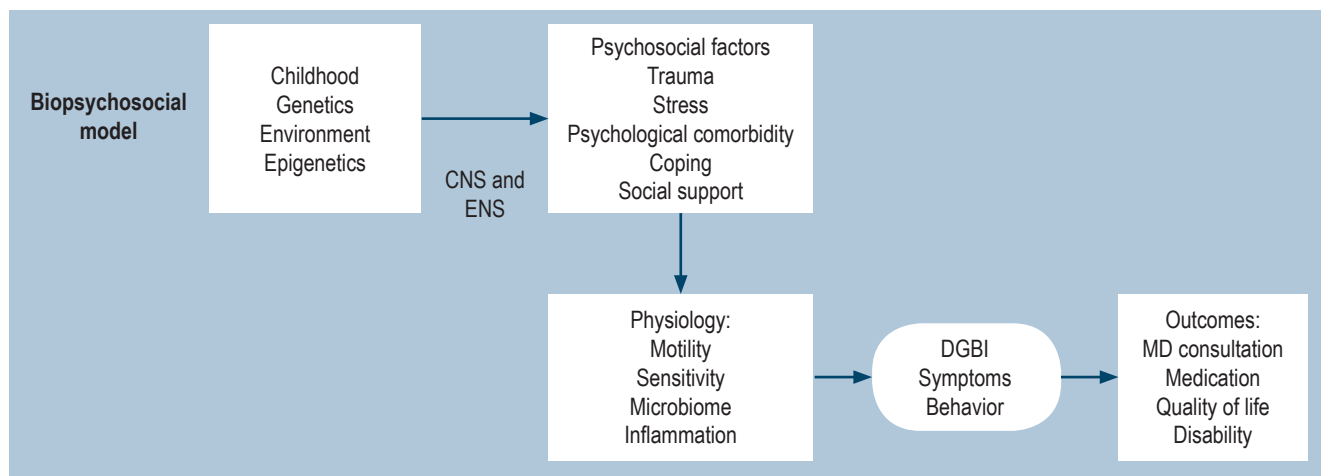 Biopsychosocial
model
Childhood
Genetics
Environment
Epigenetics
CNS and
ENS
Psychosocial factors
Trauma
Stress
Psychological comorbidity
Coping
Social support
Physiology:
Motility
Sensitivity
Microbiome
Inflammation
DGBI
Symptoms
Behavior
Outcomes:
MD consultation
Medication
Quality of life
Disability